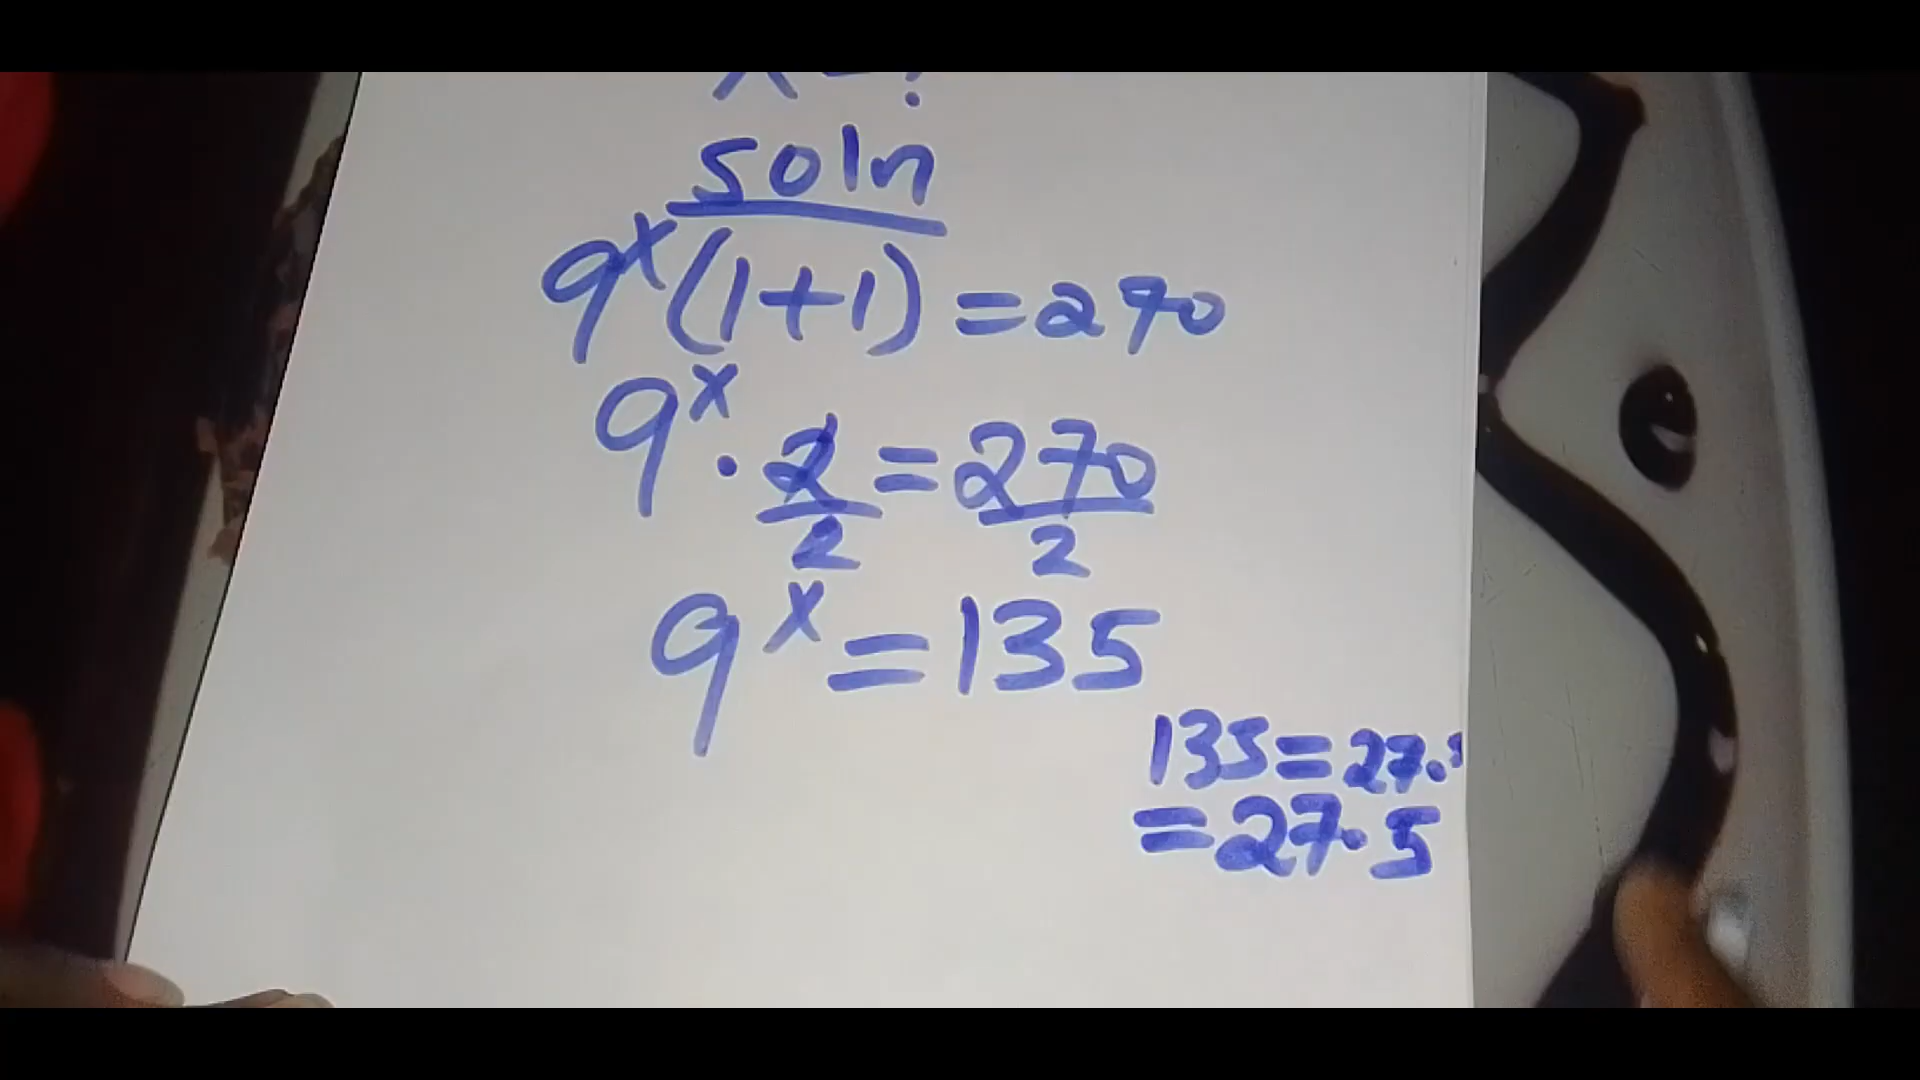 soln
9^x(1+1)=270
9^x · 2/2 = 270/2
9^x = 135
135=27.
=27·5